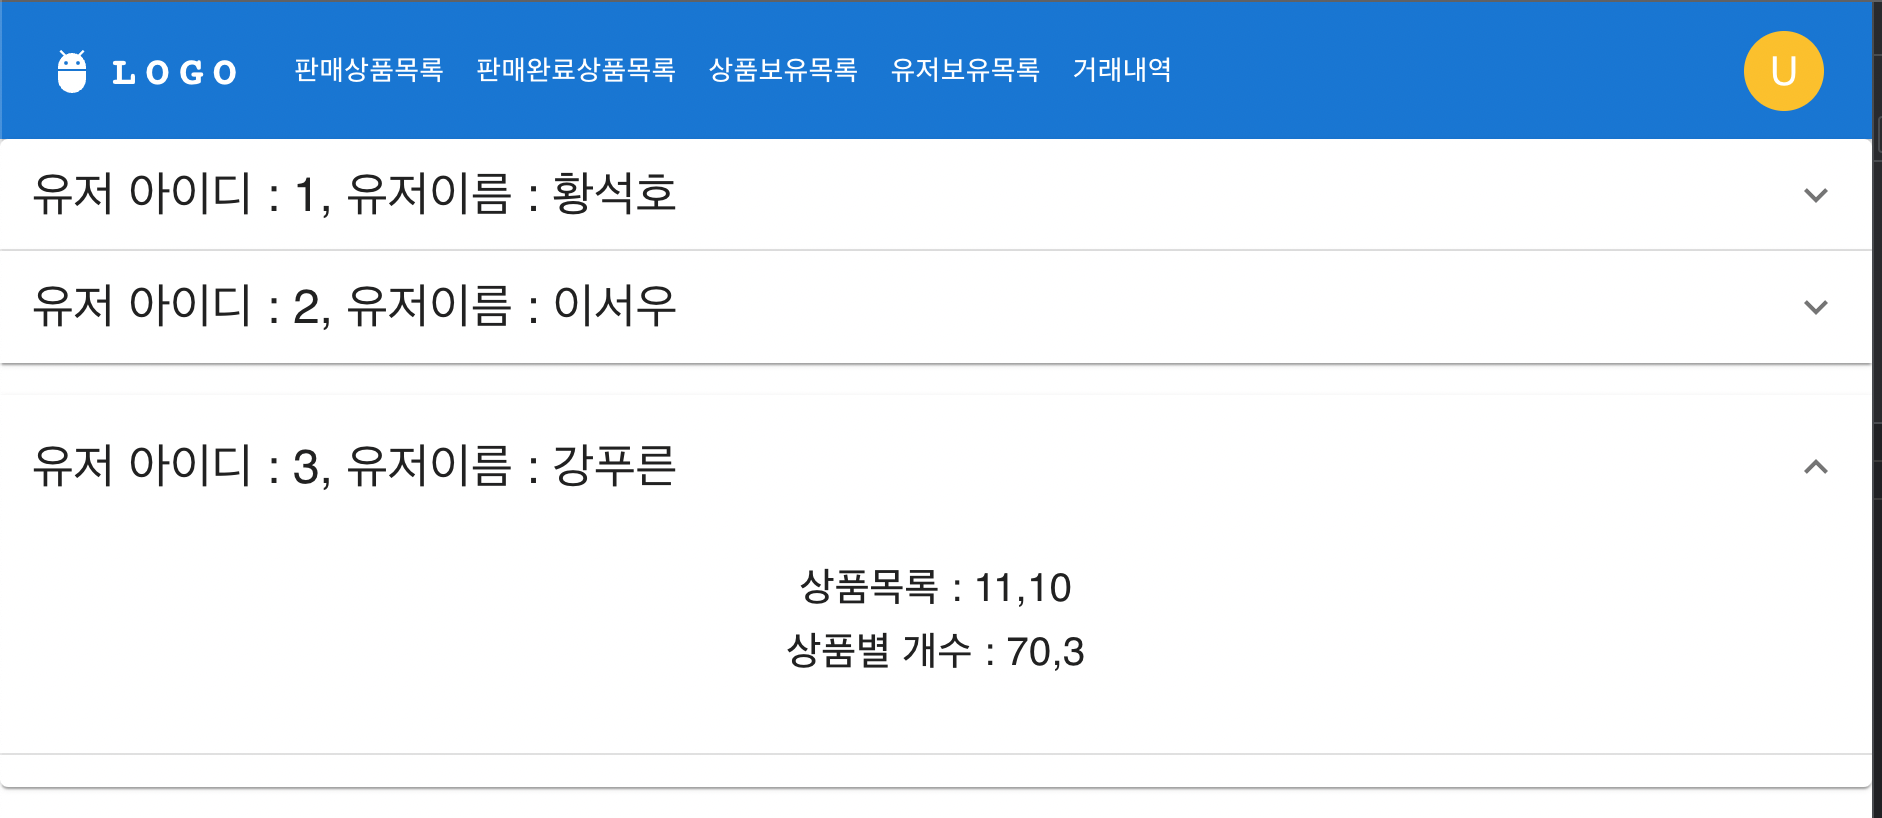 LOGO 판매상품목록 판매완료상품목록 상품보유목록 유저보유목록 거래내역 U
유저 아이디 : 1, 유저이름 : 황석호
유저 아이디 : 2, 유저이름 : 이서우
유저 아이디 : 3, 유저이름 : 강푸른
상품목록 : 11,10
상품별 개수 : 70,3